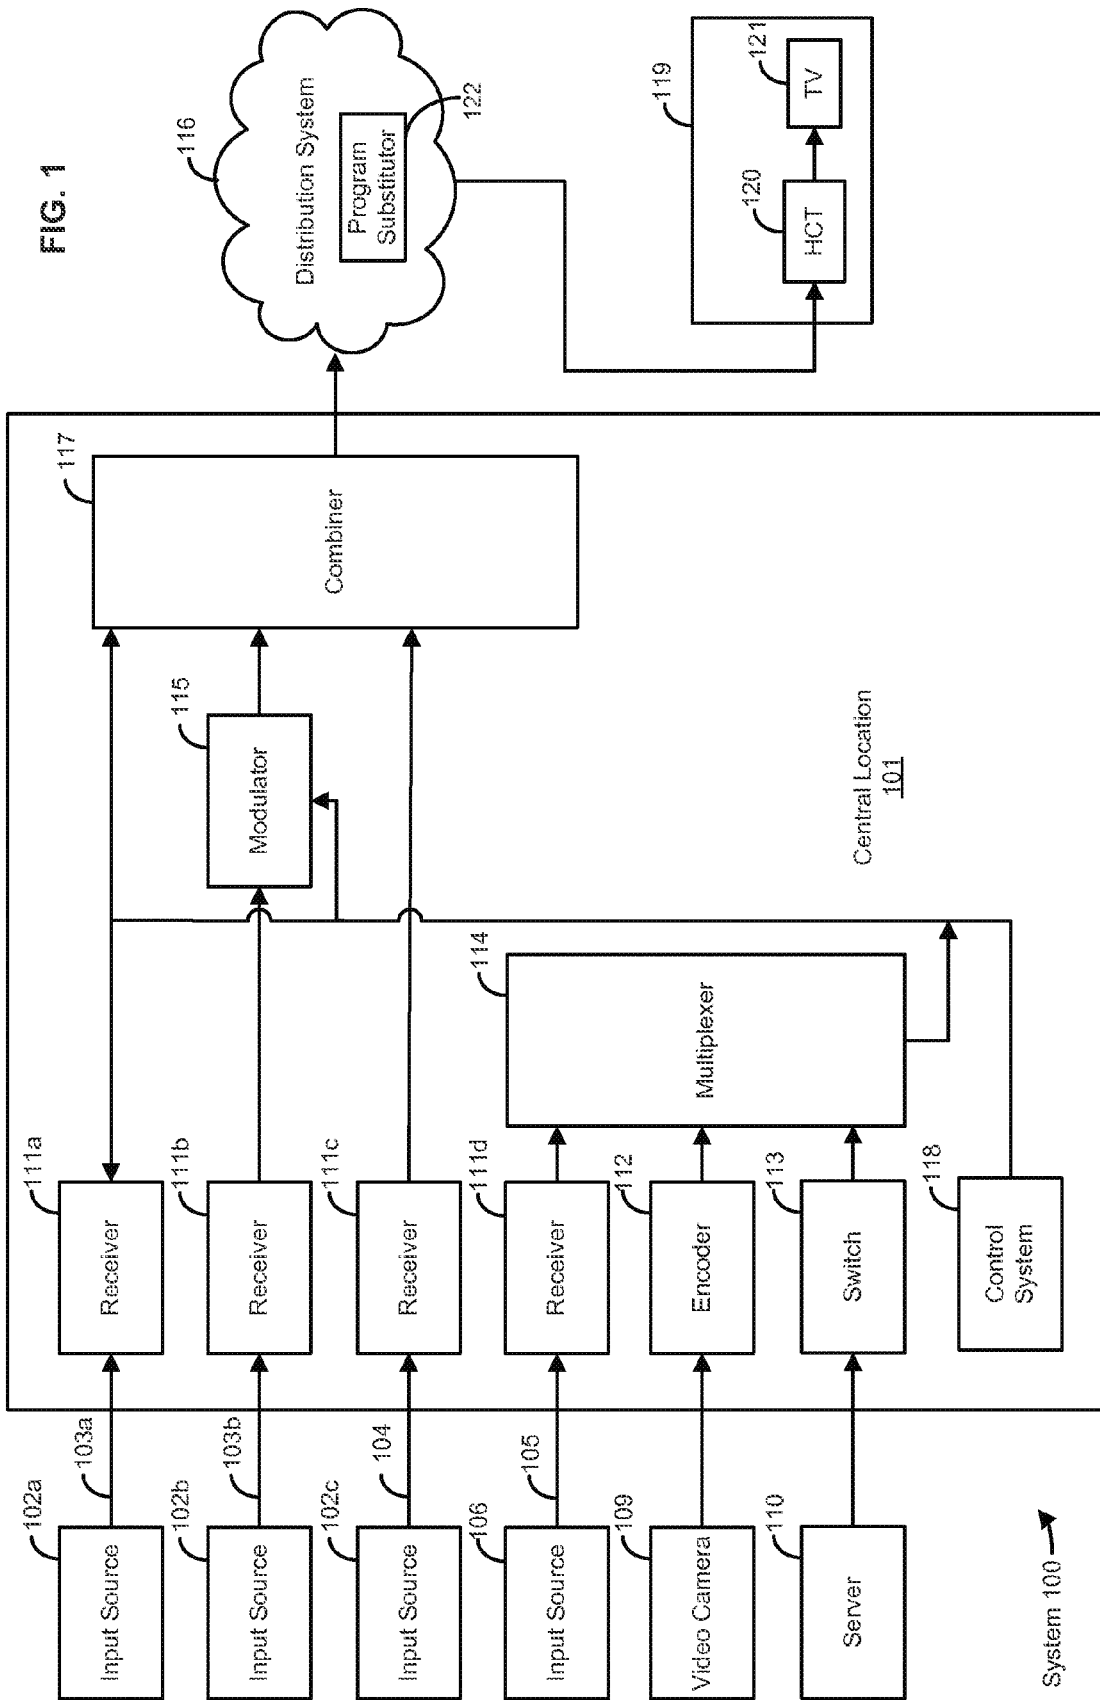 FIG. 1
102a
Input Source
103a
111a
Receiver
102b
Input Source
103b
111b
Receiver
102c
Input Source
104
111c
Receiver
106
Input Source
105
111d
Receiver
109
Video Camera
112
Encoder
110
Server
113
Switch
118
Control
System
114
Multiplexer
115
Modulator
117
Combiner
Central Location
101
116
Distribution System
Program
Substitutor
122
119
120
HCT
121
TV
System 100